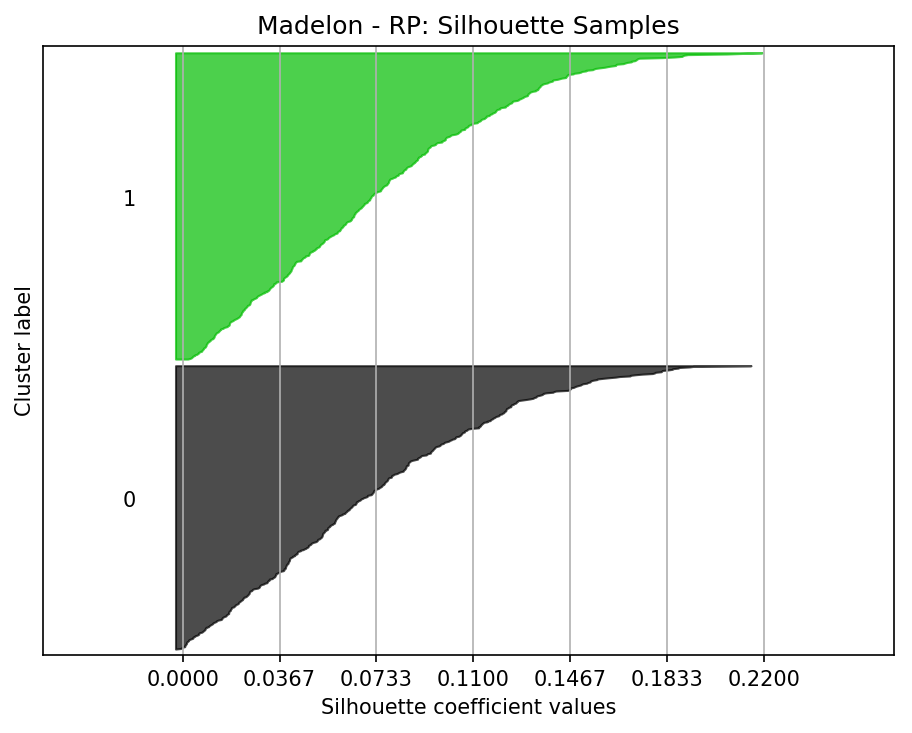 Madelon - RP: Silhouette Samples
1
0
Cluster label
0.0000 0.0367 0.0733 0.1100 0.1467 0.1833 0.2200
Silhouette coefficient values